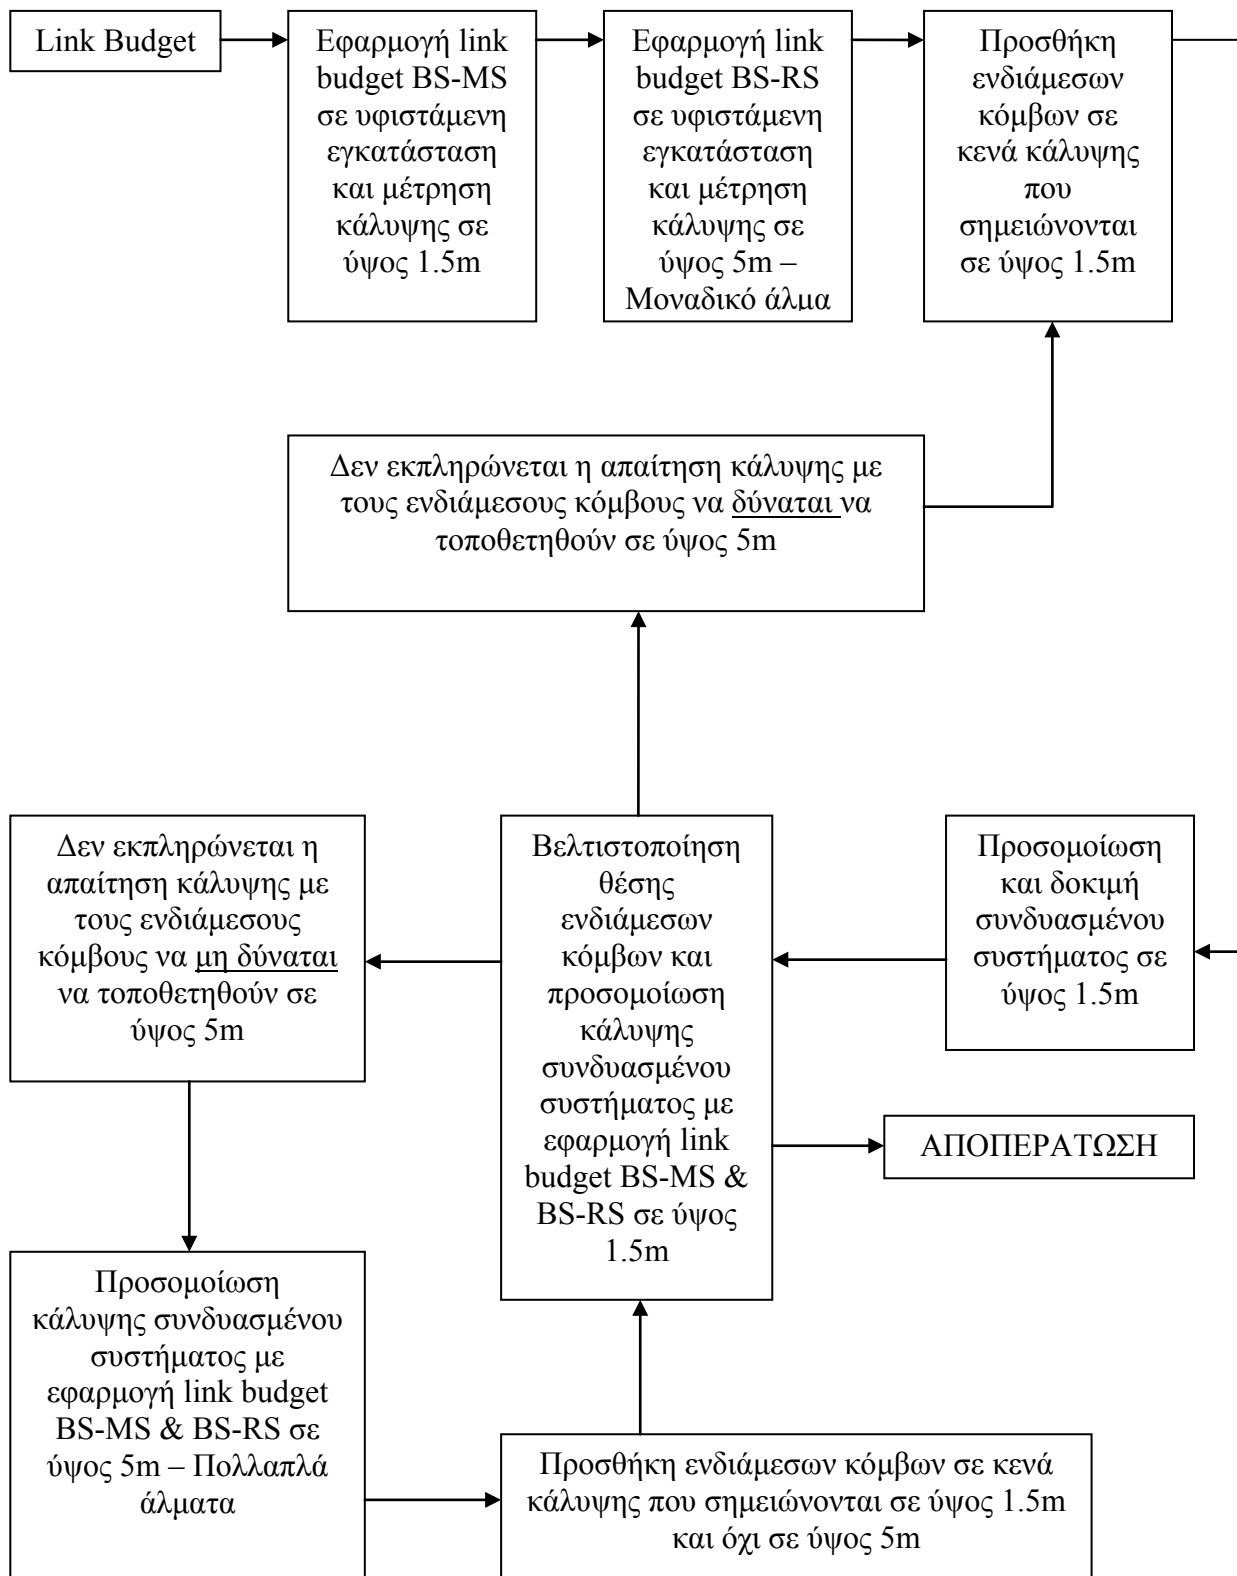 Link Budget
Εφαρμογή link
budget BS-MS
σε υφιστάμενη
εγκατάσταση
και μέτρηση
κάλυψης σε
ύψος 1.5m
Εφαρμογή link
budget BS-RS
σε υφιστάμενη
εγκατάσταση
και μέτρηση
κάλυψης σε
ύψος 5m –
Μοναδικό άλμα
Προσθήκη
ενδιάμεσων
κόμβων σε
κενά κάλυψης
που
σημειώνονται
σε ύψος 1.5m
Δεν εκπληρώνεται η απαίτηση κάλυψης με
τους ενδιάμεσους κόμβους να δύναται να
τοποθετηθούν σε ύψος 5m
Δεν εκπληρώνεται η
απαίτηση κάλυψης με
τους ενδιάμεσους
κόμβους να μη δύναται
να τοποθετηθούν σε
ύψος 5m
Βελτιστοποίηση
θέσης
ενδιάμεσων
κόμβων και
προσομοίωση
κάλυψης
συνδυασμένου
συστήματος με
εφαρμογή link
budget BS-MS &
BS-RS σε ύψος
1.5m
Προσομοίωση
και δοκιμή
συνδυασμένου
συστήματος σε
ύψος 1.5m
ΑΠΟΠΕΡΑΤΩΣΗ
Προσομοίωση
κάλυψης συνδυασμένου
συστήματος με
εφαρμογή link budget
BS-MS & BS-RS σε
ύψος 5m – Πολλαπλά
άλματα
Προσθήκη ενδιάμεσων κόμβων σε κενά
κάλυψης που σημειώνονται σε ύψος 1.5m
και όχι σε ύψος 5m